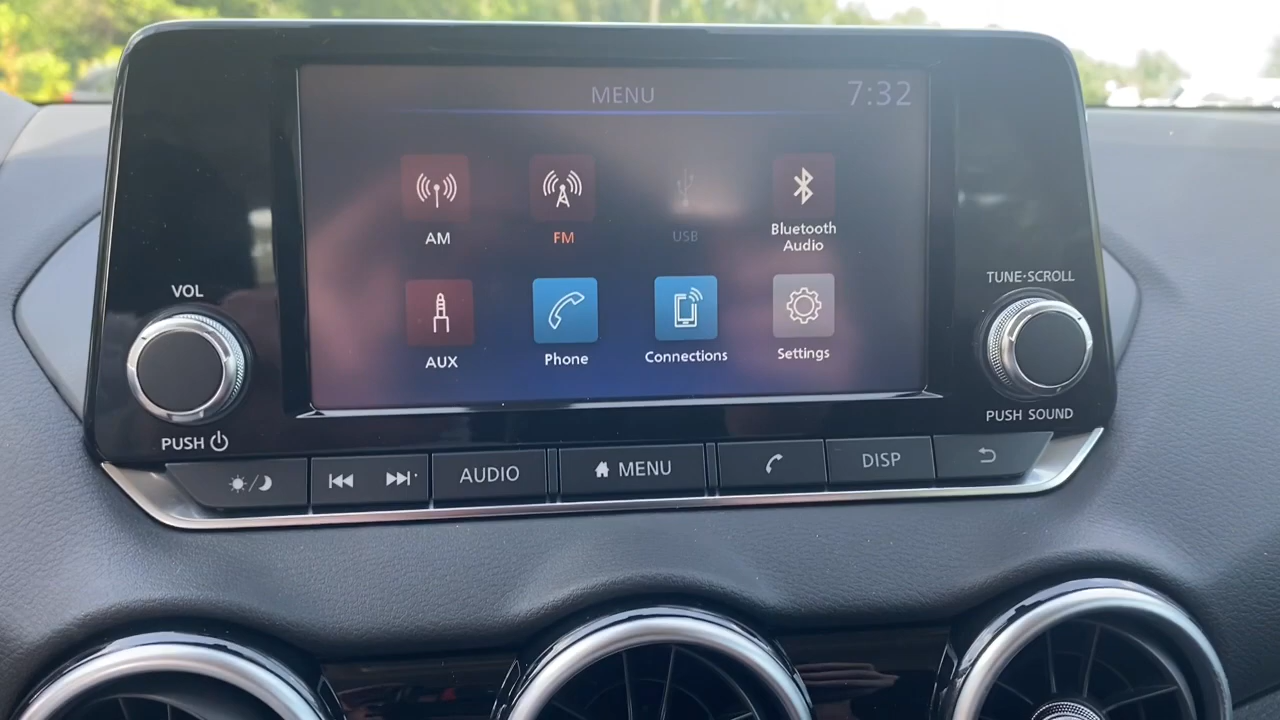 MENU
7:32
AM
FM
USB
Bluetooth
Audio
AUX
Phone
Connections
Settings
VOL
PUSH
TUNE·SCROLL
PUSH SOUND
AUDIO
MENU
DISP